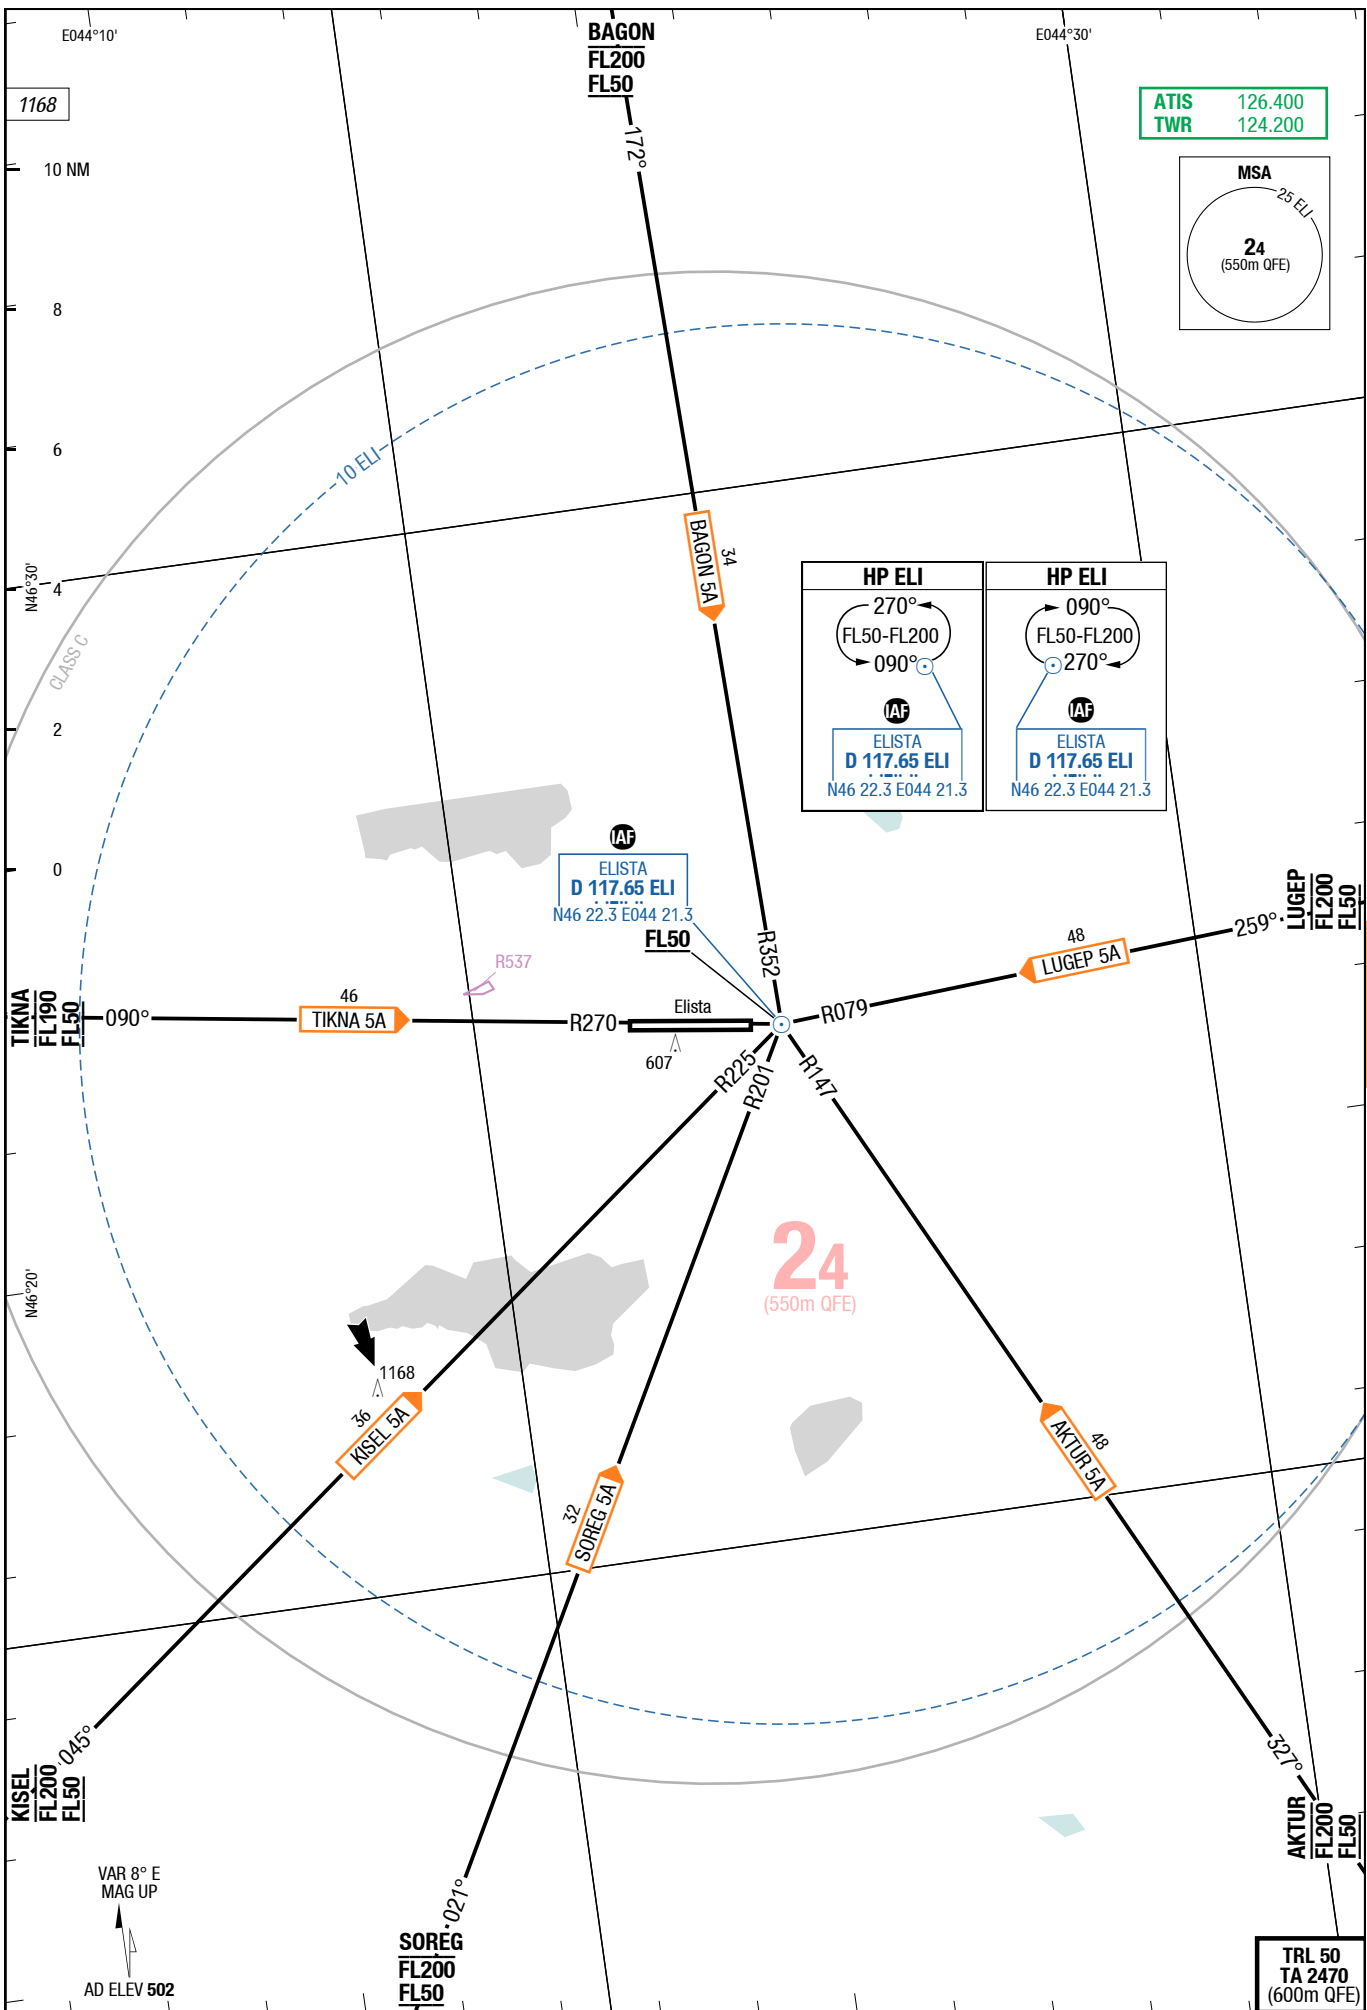 E044°10'
BAGON
FL200
FL50
E044°30'
1168
ATIS 126.400
TWR 124.200
172°
10 NM
MSA
25 ELI
24
(550m QFE)
8
6
10 ELI
BAGON 5A
34
N46°30'
4
HP ELI
270°
FL50-FL200
090°
IAF
ELISTA
D 117.65 ELI
N46 22.3 E044 21.3
HP ELI
090°
FL50-FL200
270°
IAF
ELISTA
D 117.65 ELI
N46 22.3 E044 21.3
CLASS C
2
IAF
ELISTA
D 117.65 ELI
N46 22.3 E044 21.3
FL50
0
LUGEP
FL200
FL50
259°
48
LUGEP 5A
R352
R537
TIKNA
FL190
FL50
090°
46
TIKNA 5A
R270
Elista
R079
607
R225
R201
R147
24
(550m QFE)
N46°20'
1168
36
KISEL 5A
48
AKTUR 5A
32
SOREG 5A
045°
KISEL
FL200
FL50
327°
AKTUR
FL200
FL50
VAR 8° E
MAG UP
021°
SOREG
FL200
FL50
AD ELEV 502
TRL 50
TA 2470
(600m QFE)